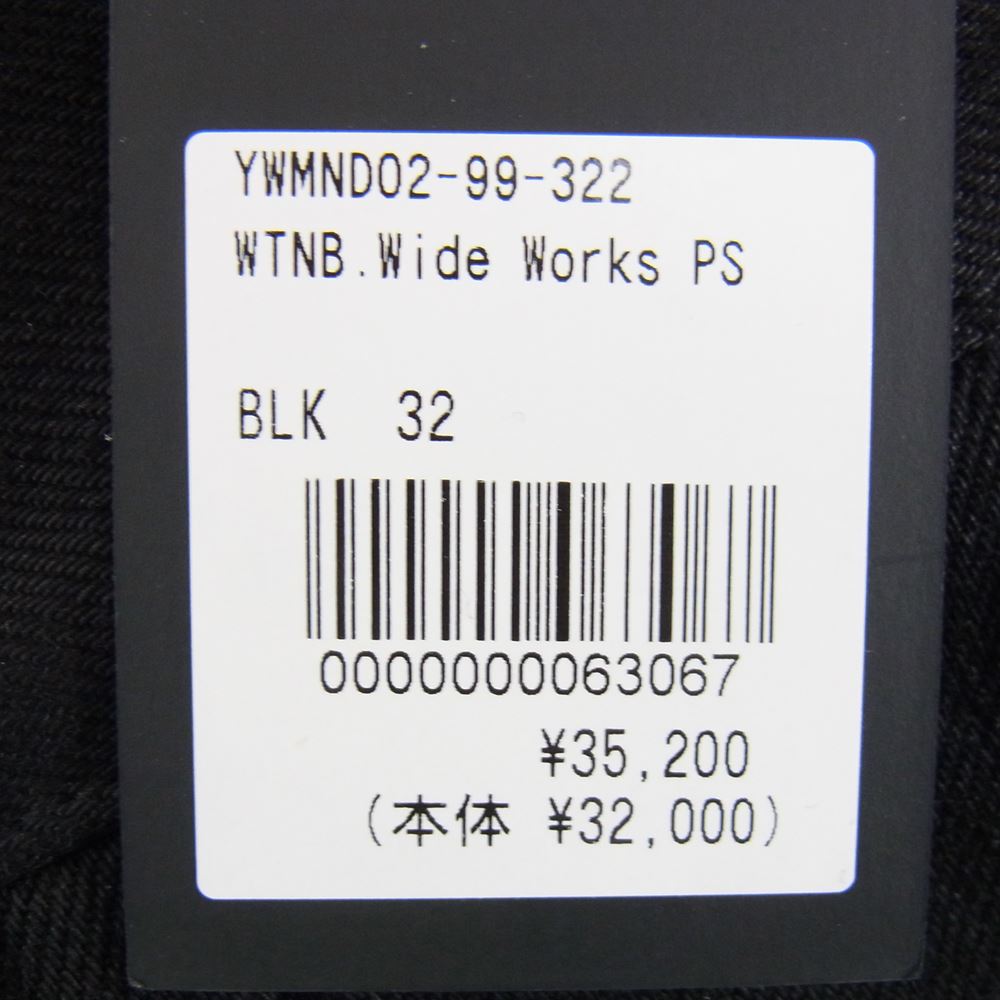 YWMND02-99-322
WTNB.Wide Works PS
BLK 32
0000000063067
¥35,200
(本体 ¥32,000)